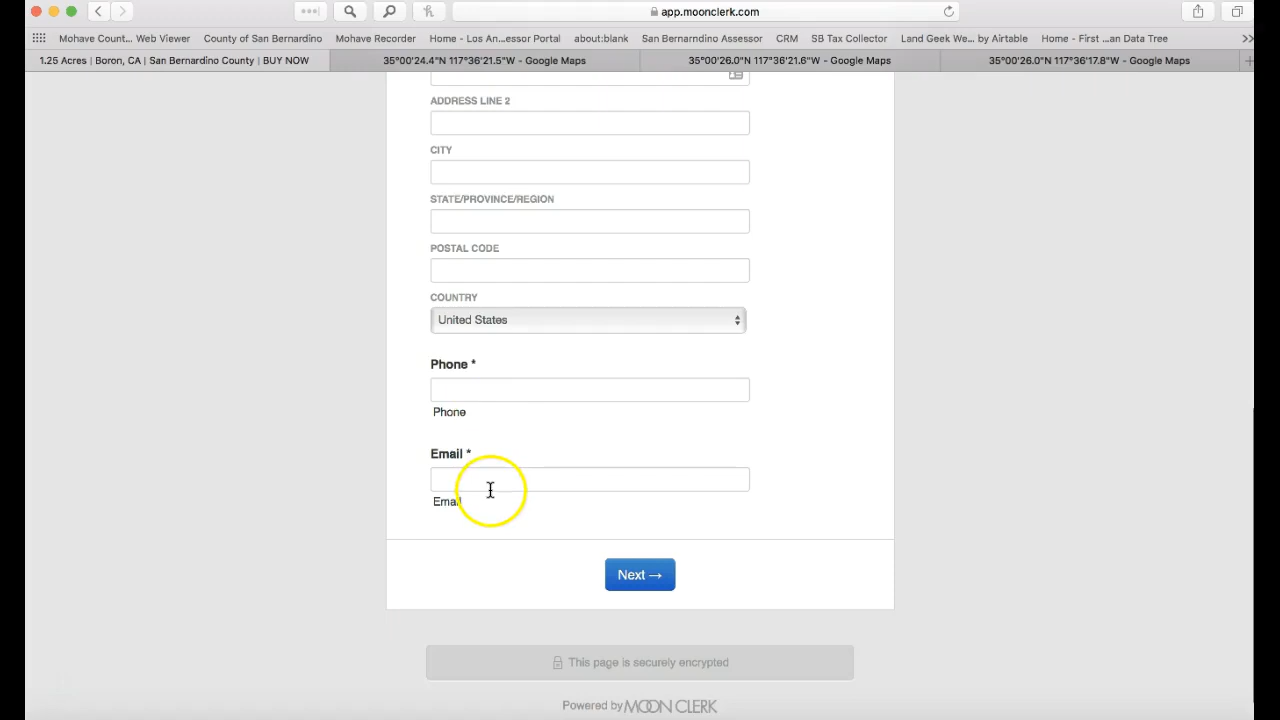 app.moonclerk.com
Mohave Count... Web Viewer County of San Bernardino Mohave Recorder Home - Los An...essor Portal about:blank San Bernarndino Assessor CRM SB Tax Collector Land Geek We... by Airtable Home - First ...an Data Tree >>
1.25 Acres | Boron, CA | San Bernardino County | BUY NOW 35°00'24.4"N 117°36'21.5"W - Google Maps 35°00'26.0"N 117°36'21.6"W - Google Maps 35°00'26.0"N 117°36'17.8"W - Google Maps
ADDRESS LINE 2
CITY
STATE/PROVINCE/REGION
POSTAL CODE
COUNTRY
United States
Phone *
Phone
Email *
Email
Next →
This page is securely encrypted
Powered by MOON CLERK